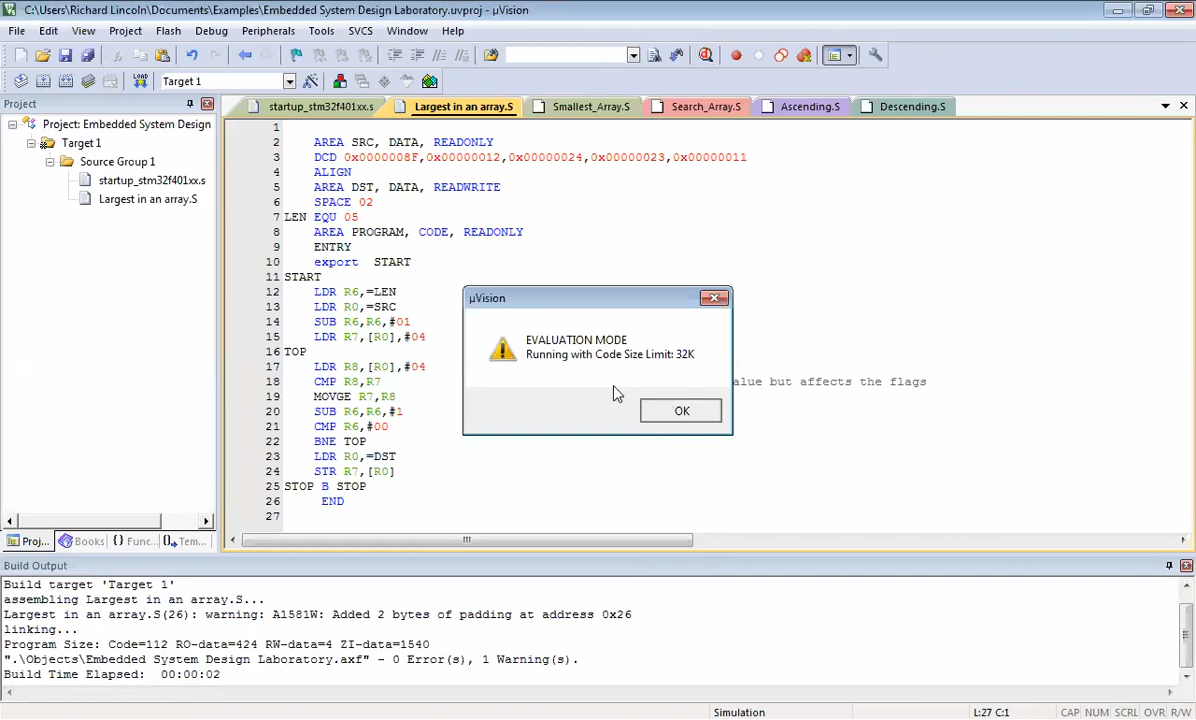 C:\Users\Richard Lincoln\Documents\Examples\Embedded System Design Laboratory.uvproj - µVision
File Edit View Project Flash Debug Peripherals Tools SVCS Window Help
LOAD Target 1
Project
startup_stm32f401xx.s Largest in an array.S Smallest_Array.S Search_Array.S Ascending.S Descending.S
Project: Embedded System Design
Target 1
Source Group 1
startup_stm32f401xx.s
Largest in an array.S
1
2 AREA SRC, DATA, READONLY
3 DCD 0x0000008F,0x00000012,0x00000024,0x00000023,0x00000011
4 ALIGN
5 AREA DST, DATA, READWRITE
6 SPACE 02
7 LEN EQU 05
8 AREA PROGRAM, CODE, READONLY
9 ENTRY
10 export START
11 START
12 LDR R6,=LEN
13 LDR R0,=SRC
14 SUB R6,R6,#01
15 LDR R7,[R0],#04
16 TOP
17 LDR R8,[R0],#04
18 CMP R8,R7 alue but affects the flags
19 MOVGE R7,R8
20 SUB R6,R6,#1
21 CMP R6,#00
22 BNE TOP
23 LDR R0,=DST
24 STR R7,[R0]
25 STOP B STOP
26 END
27
µVision
EVALUATION MODE
Running with Code Size Limit: 32K
OK
Proj... Books {} Func... Tem...
Build Output
Build target 'Target 1'
assembling Largest in an array.S...
Largest in an array.S(26): warning: A1581W: Added 2 bytes of padding at address 0x26
linking...
Program Size: Code=112 RO-data=424 RW-data=4 ZI-data=1540
".\Objects\Embedded System Design Laboratory.axf" - 0 Error(s), 1 Warning(s).
Build Time Elapsed: 00:00:02
Simulation L:27 C:1 CAP NUM SCRL OVR R/W